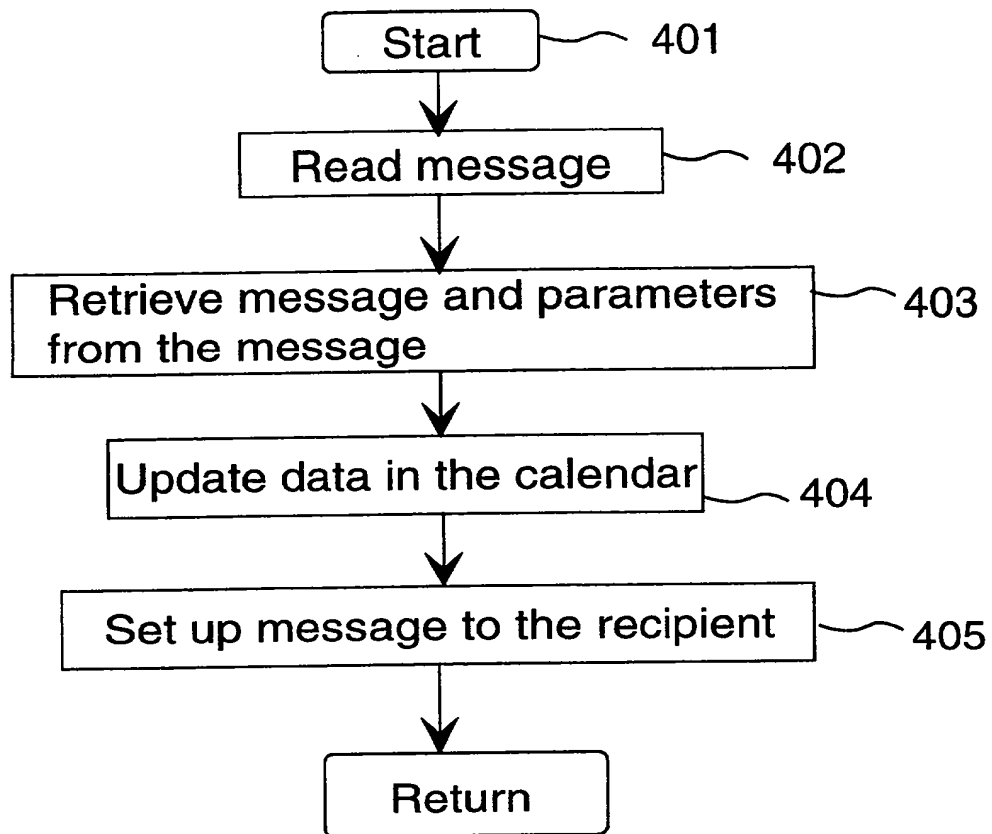 Start
401
Read message
402
Retrieve message and parameters
from the message
403
Update data in the calendar
404
Set up message to the recipient
405
Return